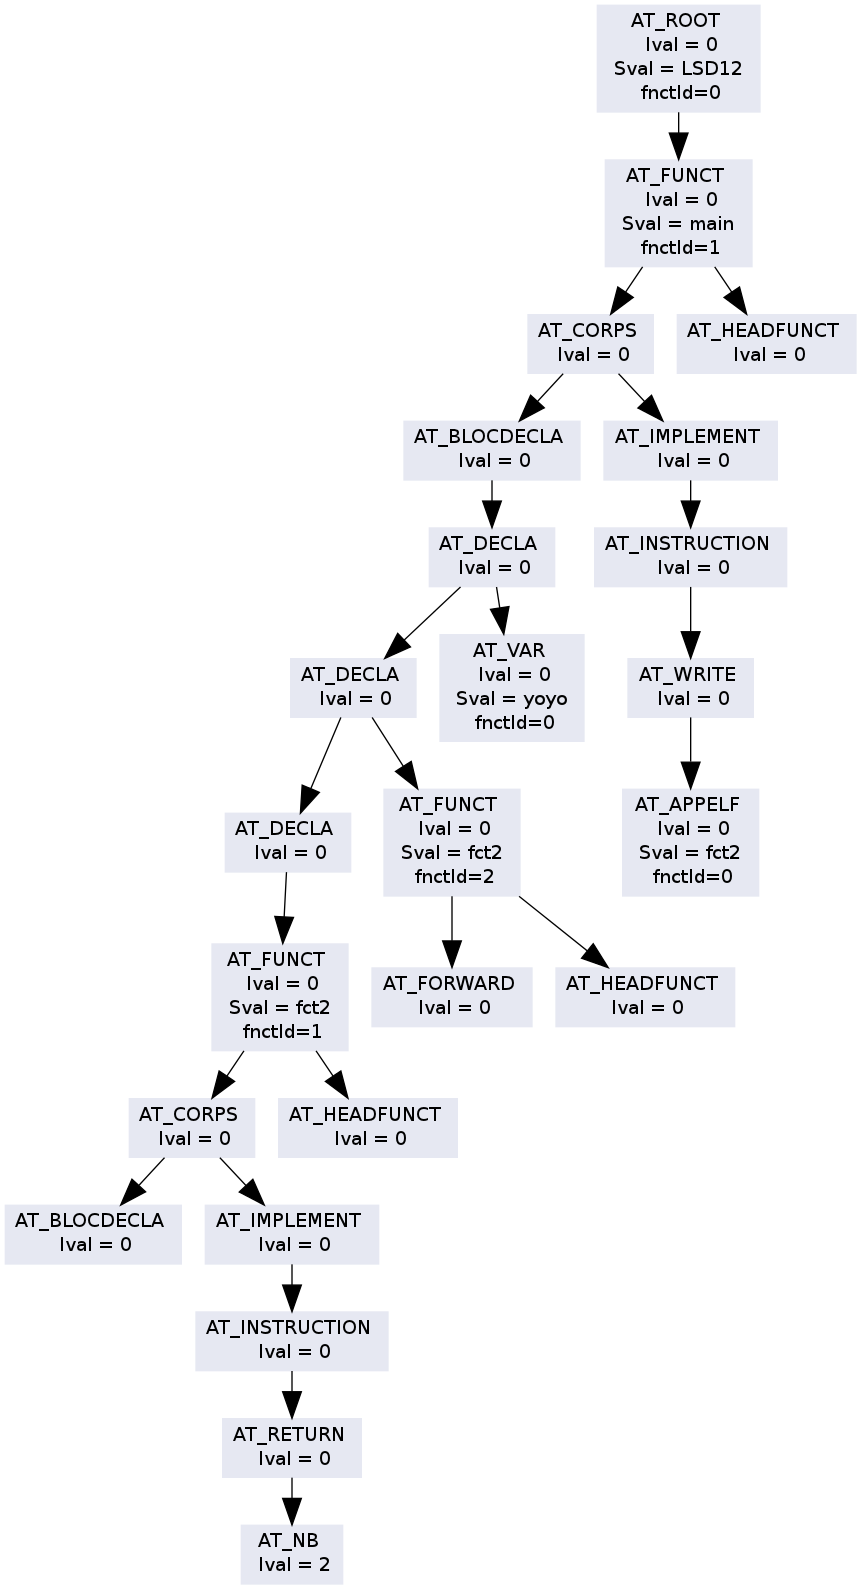 AT_ROOT
Ival = 0
Sval = LSD12
fnctId=0
AT_FUNCT
Ival = 0
Sval = main
fnctId=1
AT_CORPS
Ival = 0
AT_HEADFUNCT
Ival = 0
AT_BLOCDECLA
Ival = 0
AT_IMPLEMENT
Ival = 0
AT_DECLA
Ival = 0
AT_INSTRUCTION
Ival = 0
AT_DECLA
Ival = 0
AT_VAR
Ival = 0
Sval = yoyo
fnctId=0
AT_WRITE
Ival = 0
AT_DECLA
Ival = 0
AT_FUNCT
Ival = 0
Sval = fct2
fnctId=2
AT_APPELF
Ival = 0
Sval = fct2
fnctId=0
AT_FUNCT
Ival = 0
Sval = fct2
fnctId=1
AT_FORWARD
Ival = 0
AT_HEADFUNCT
Ival = 0
AT_CORPS
Ival = 0
AT_HEADFUNCT
Ival = 0
AT_BLOCDECLA
Ival = 0
AT_IMPLEMENT
Ival = 0
AT_INSTRUCTION
Ival = 0
AT_RETURN
Ival = 0
AT_NB
Ival = 2